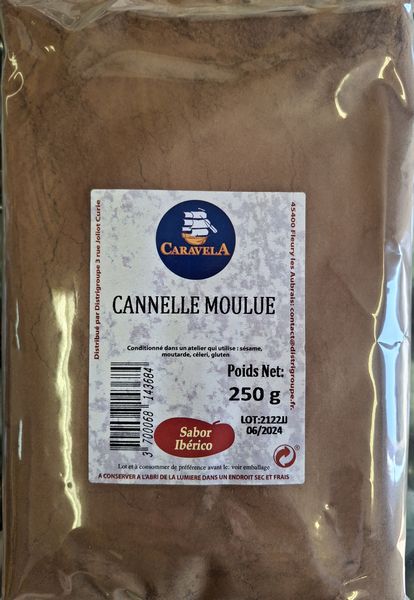 CARAVELA
CANNELLE MOULUE
Conditionné dans un atelier qui utilise : sésame,
moutarde, céleri, gluten
Poids Net:
250 g
LOT:2122JJ
06/2024
Sabor
Ibérico
3 700068 143684
Lot et à consommer de préférence avant le: voir emballage
A CONSERVER A L'ABRI DE LA LUMIERE DANS UN ENDROIT SEC ET FRAIS
Distribué par Distrigroupe 3 rue Joliot Curie
45400 Fleury les Aubrais: contact@distrigroupe.fr.